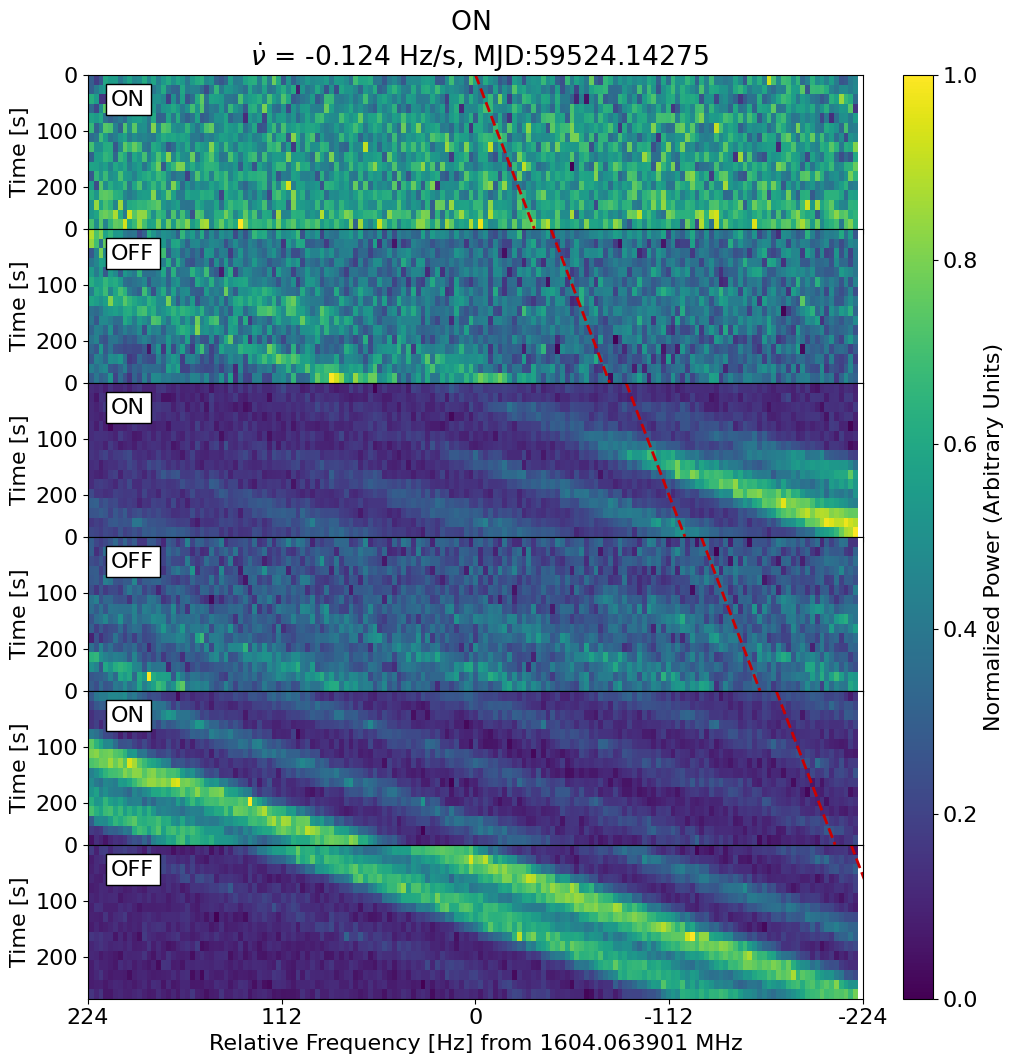 ON
ν̇ = -0.124 Hz/s, MJD:59524.14275
0
100
200
Time [s]
ON
0
100
200
Time [s]
OFF
0
100
200
Time [s]
ON
0
100
200
Time [s]
OFF
0
100
200
Time [s]
ON
0
100
200
Time [s]
OFF
224 112 0 -112 -224
Relative Frequency [Hz] from 1604.063901 MHz
1.0
0.8
0.6
0.4
0.2
0.0
Normalized Power (Arbitrary Units)